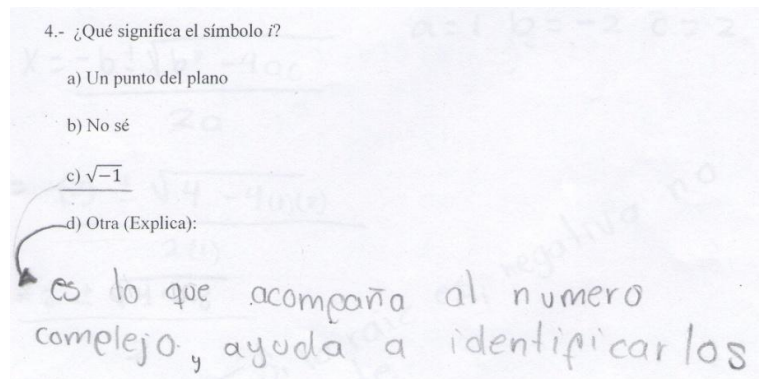 4.- ¿Qué significa el símbolo i?
a) Un punto del plano
b) No sé
c) √-1
d) Otra (Explica):
es lo que acompaña al numero
complejo, y ayuda a identificarlos